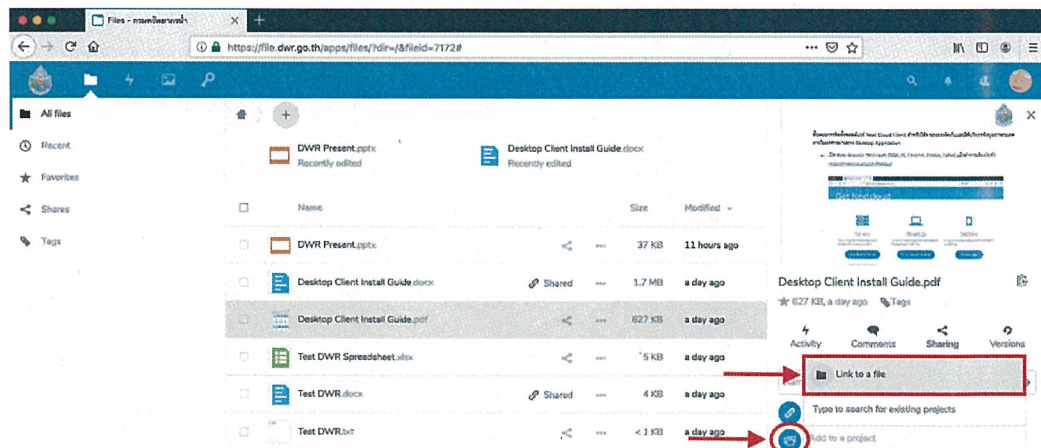 Files - กรมทรัพยากรน้ำ
https://file.dwr.go.th/apps/files/?dir=/&fileid=7172#
All files
Recent
Favorites
Shares
Tags
DWR Present.pptx
Recently edited
Desktop Client Install Guide.docx
Recently edited
Name Size Modified
DWR Present.pptx 37 KB 11 hours ago
Desktop Client Install Guide.docx Shared 1.7 MB a day ago
Desktop Client Install Guide.pdf 627 KB a day ago
Test DWR Spreadsheet.xlsx 5 KB a day ago
Test DWR.docx Shared 4 KB a day ago
Test DWR.txt < 1 KB a day ago
Get Nextcloud
Desktop Client Install Guide.pdf
627 KB, a day ago Tags
Activity Comments Sharing Versions
Link to a file
Type to search for existing projects
Add to a project